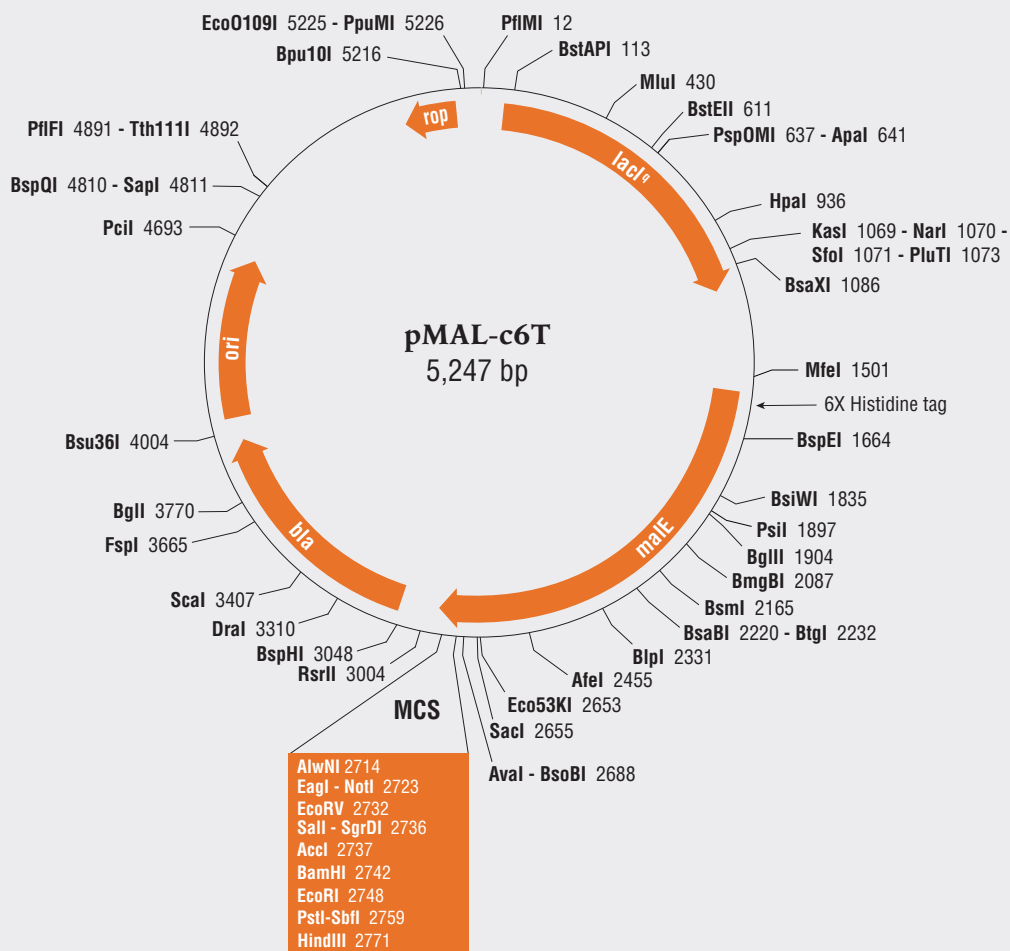 EcoO109I 5225 - PpuMI 5226
PflMI 12
Bpu10I 5216
BstAPI 113
MluI 430
BstEII 611
PspOMI 637 - ApaI 641
HpaI 936
KasI 1069 - NarI 1070 -
SfoI 1071 - PluTI 1073
BsaXI 1086
MfeI 1501
6X Histidine tag
BspEI 1664
BsiWI 1835
PsiI 1897
BglII 1904
BmgBI 2087
BsmI 2165
BsaBI 2220 - BtgI 2232
BlpI 2331
AfeI 2455
Eco53KI 2653
SacI 2655
AvaI - BsoBI 2688
MCS
AlwNI 2714
EagI - NotI 2723
EcoRV 2732
SalI - SgrDI 2736
AccI 2737
BamHI 2742
EcoRI 2748
PstI-SbfI 2759
HindIII 2771
RsrII 3004
BspHI 3048
DraI 3310
ScaI 3407
FspI 3665
BglI 3770
Bsu36I 4004
PciI 4693
BspQI 4810 - SapI 4811
PflFI 4891 - Tth111I 4892
rop
lacIq
malE
bla
ori
pMAL-c6T
5,247 bp